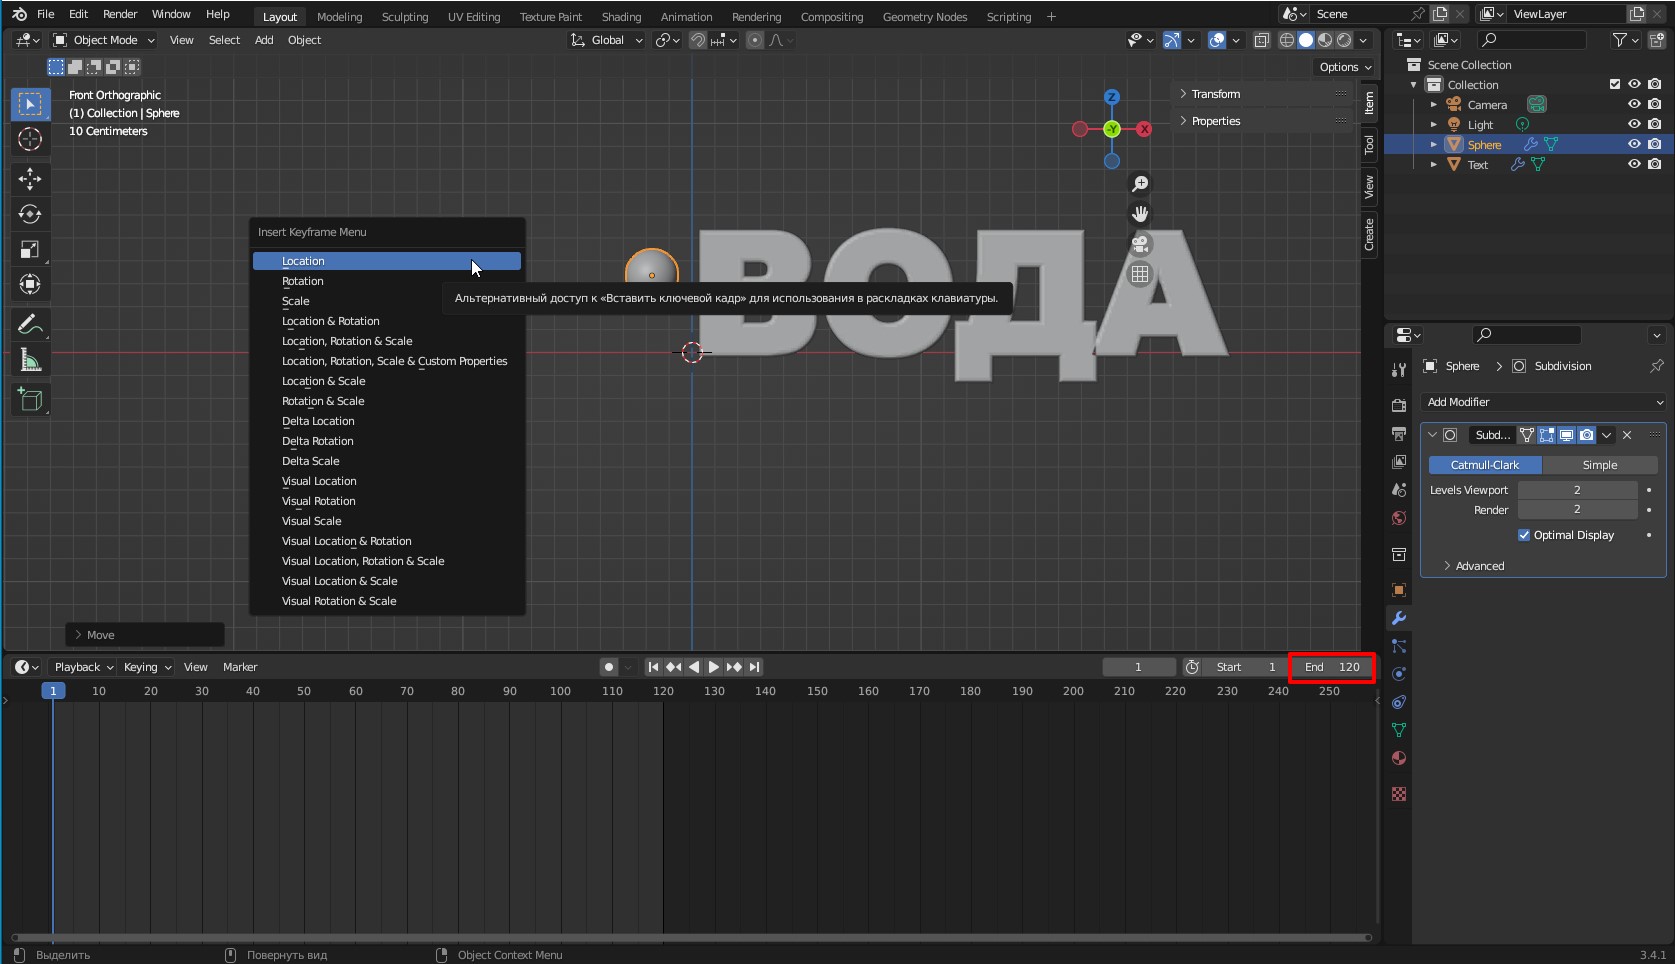 File Edit Render Window Help
Layout Modeling Sculpting UV Editing Texture Paint Shading Animation Rendering Compositing Geometry Nodes Scripting +
Scene
ViewLayer
Object Mode View Select Add Object
Global
Options
Front Orthographic
(1) Collection | Sphere
10 Centimeters
Z
-Y
X
Transform
Properties
Item
Tool
View
Create
ВОДА
Insert Keyframe Menu
Location
Rotation
Scale
Location & Rotation
Location, Rotation & Scale
Location, Rotation, Scale & Custom Properties
Location & Scale
Rotation & Scale
Delta Location
Delta Rotation
Delta Scale
Visual Location
Visual Rotation
Visual Scale
Visual Location & Rotation
Visual Location, Rotation & Scale
Visual Location & Scale
Visual Rotation & Scale
Альтернативный доступ к «Вставить ключевой кадр» для использования в раскладках клавиатуры.
Move
Scene Collection
Collection
Camera
Light
Sphere
Text
Sphere Subdivision
Add Modifier
Subd...
Catmull-Clark Simple
Levels Viewport 2
Render 2
Optimal Display
Advanced
Playback Keying View Marker
1 Start 1 End 120
1 10 20 30 40 50 60 70 80 90 100 110 120 130 140 150 160 170 180 190 200 210 220 230 240 250
Выделить Повернуть вид Object Context Menu 3.4.1